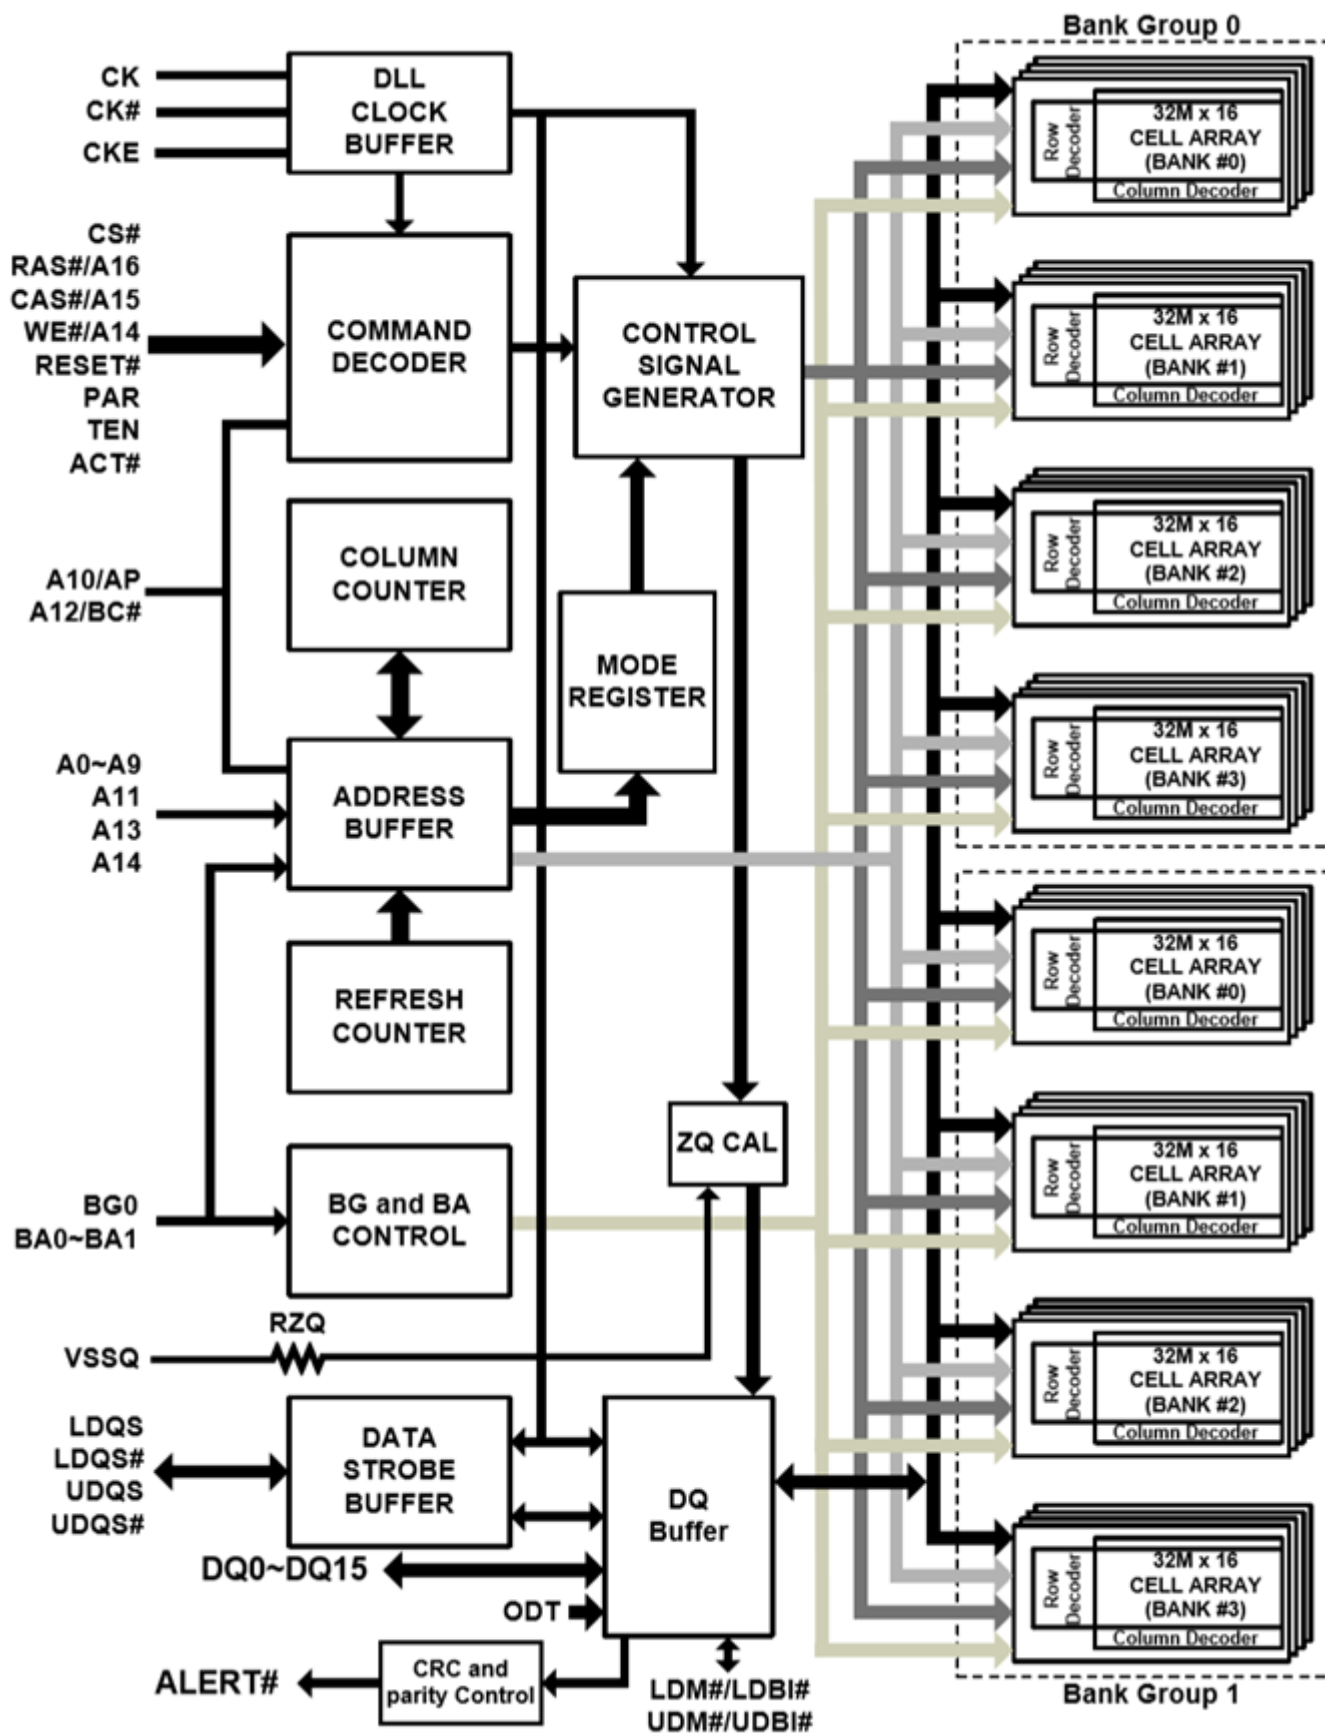 Bank Group 0
CK
CK#
CKE
DLL
CLOCK
BUFFER
CS#
RAS#/A16
CAS#/A15
WE#/A14
RESET#
PAR
TEN
ACT#
COMMAND
DECODER
CONTROL
SIGNAL
GENERATOR
COLUMN
COUNTER
A10/AP
A12/BC#
MODE
REGISTER
A0~A9
A11
A13
A14
ADDRESS
BUFFER
REFRESH
COUNTER
ZQ CAL
BG0
BA0~BA1
BG and BA
CONTROL
RZQ
VSSQ
LDQS
LDQS#
UDQS
UDQS#
DATA
STROBE
BUFFER
DQ
Buffer
DQ0~DQ15
ODT
ALERT#
CRC and
parity Control
LDM#/LDBI#
UDM#/UDBI#
Row
Decoder
32M x 16
CELL ARRAY
(BANK #0)
Column Decoder
Row
Decoder
32M x 16
CELL ARRAY
(BANK #1)
Column Decoder
Row
Decoder
32M x 16
CELL ARRAY
(BANK #2)
Column Decoder
Row
Decoder
32M x 16
CELL ARRAY
(BANK #3)
Column Decoder
Row
Decoder
32M x 16
CELL ARRAY
(BANK #0)
Column Decoder
Row
Decoder
32M x 16
CELL ARRAY
(BANK #1)
Column Decoder
Row
Decoder
32M x 16
CELL ARRAY
(BANK #2)
Column Decoder
Row
Decoder
32M x 16
CELL ARRAY
(BANK #3)
Column Decoder
Bank Group 1